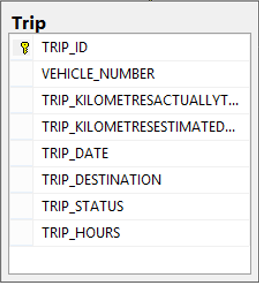 Trip
TRIP_ID
VEHICLE_NUMBER
TRIP_KILOMETRESACTUALLYT...
TRIP_KILOMETRESESTIMATED...
TRIP_DATE
TRIP_DESTINATION
TRIP_STATUS
TRIP_HOURS